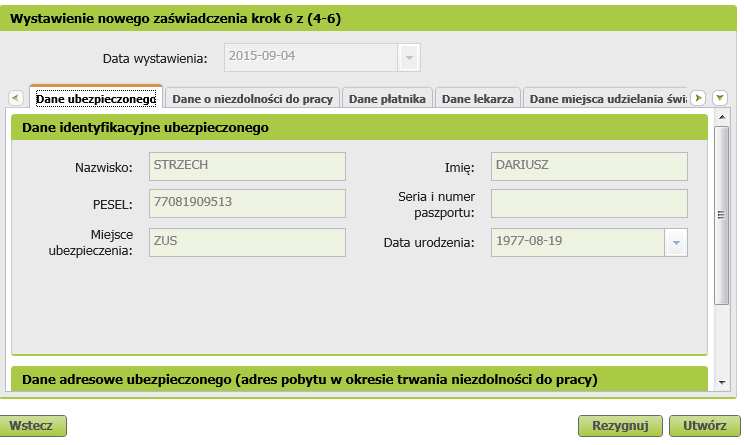 Wystawienie nowego zaświadczenia krok 6 z (4-6)
Data wystawienia: 2015-09-04
Dane ubezpieczonego Dane o niezdolności do pracy Dane płatnika Dane lekarza Dane miejsca udzielania świ
Dane identyfikacyjne ubezpieczonego
Nazwisko: STRZECH Imię: DARIUSZ
PESEL: 77081909513 Seria i numer paszportu:
Miejsce ubezpieczenia: ZUS Data urodzenia: 1977-08-19
Dane adresowe ubezpieczonego (adres pobytu w okresie trwania niezdolności do pracy)
Wstecz Rezygnuj Utwórz